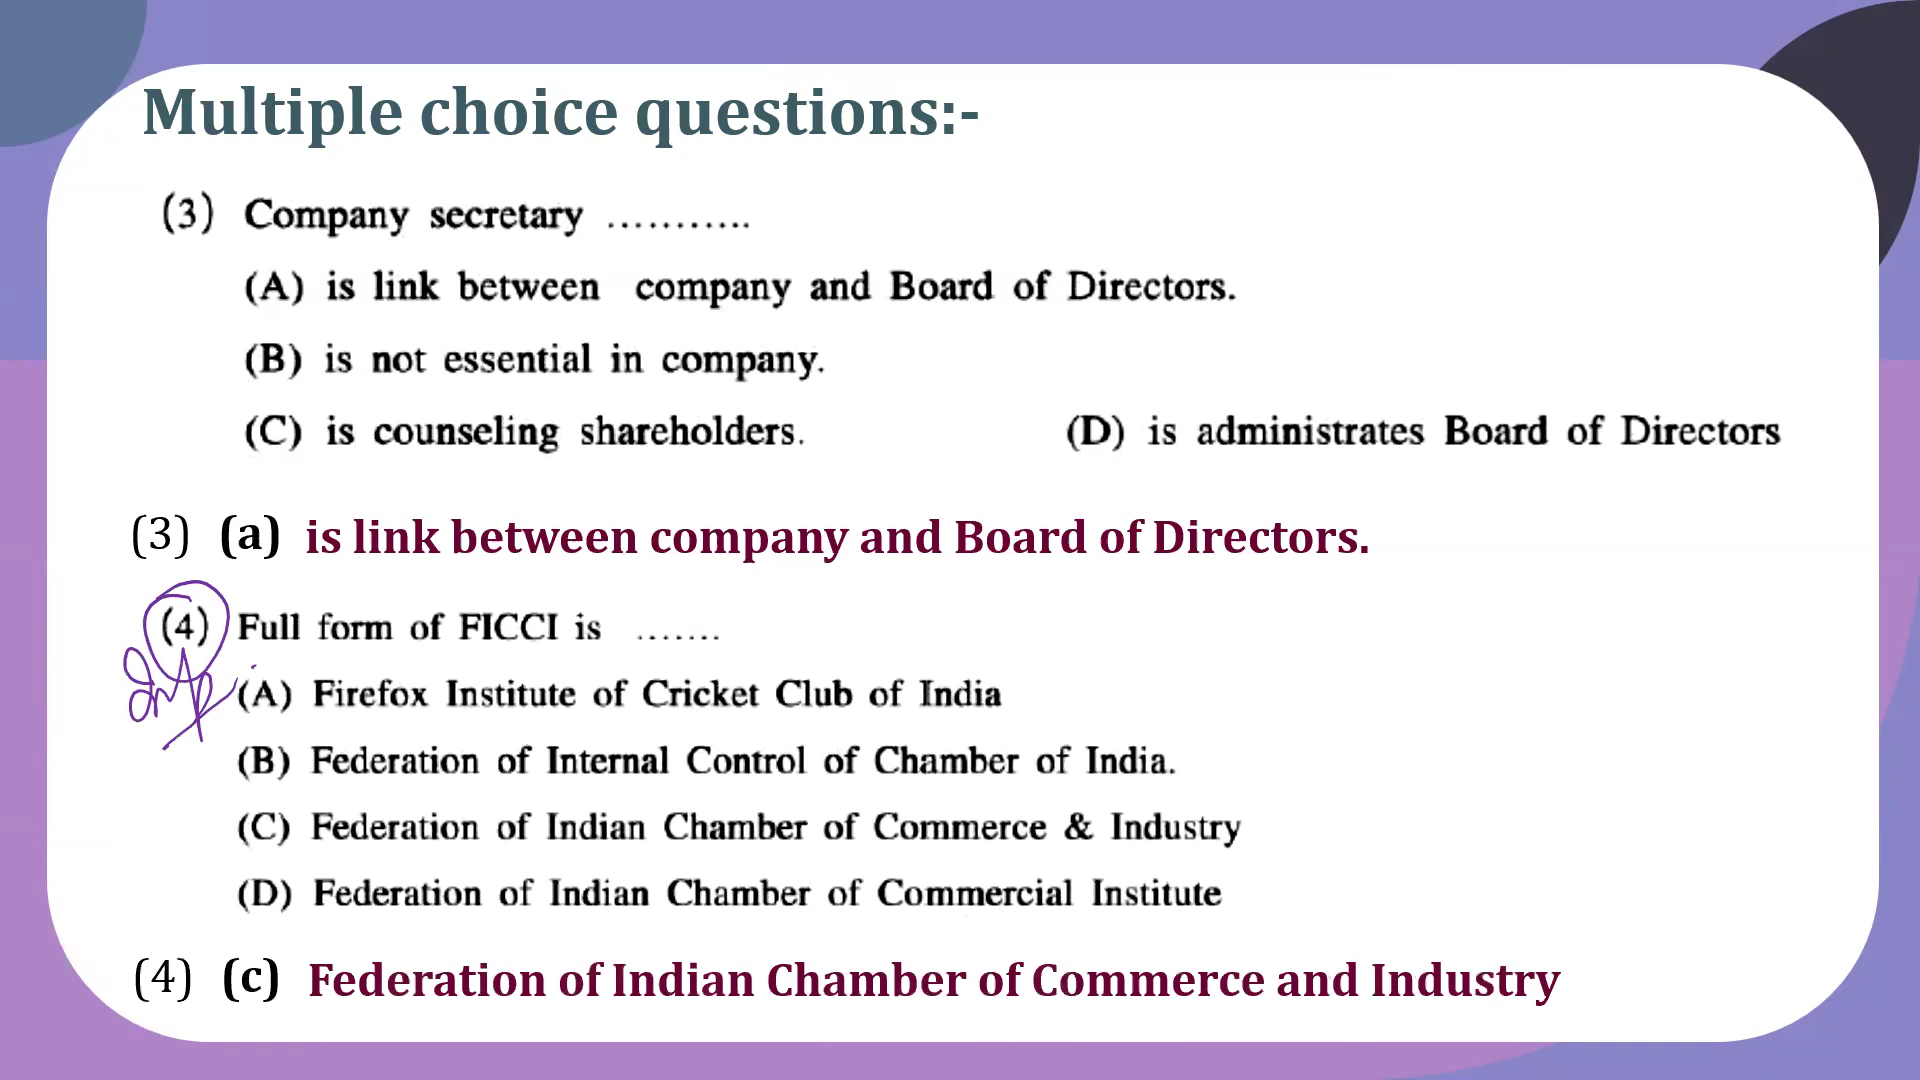 Multiple choice questions:-
(3) Company secretary ...........
(A) is link between company and Board of Directors.
(B) is not essential in company.
(C) is counseling shareholders. (D) is administrates Board of Directors
(3) (a) is link between company and Board of Directors.
(4) Full form of FICCI is .......
Imp
(A) Firefox Institute of Cricket Club of India
(B) Federation of Internal Control of Chamber of India.
(C) Federation of Indian Chamber of Commerce & Industry
(D) Federation of Indian Chamber of Commercial Institute
(4) (c) Federation of Indian Chamber of Commerce and Industry